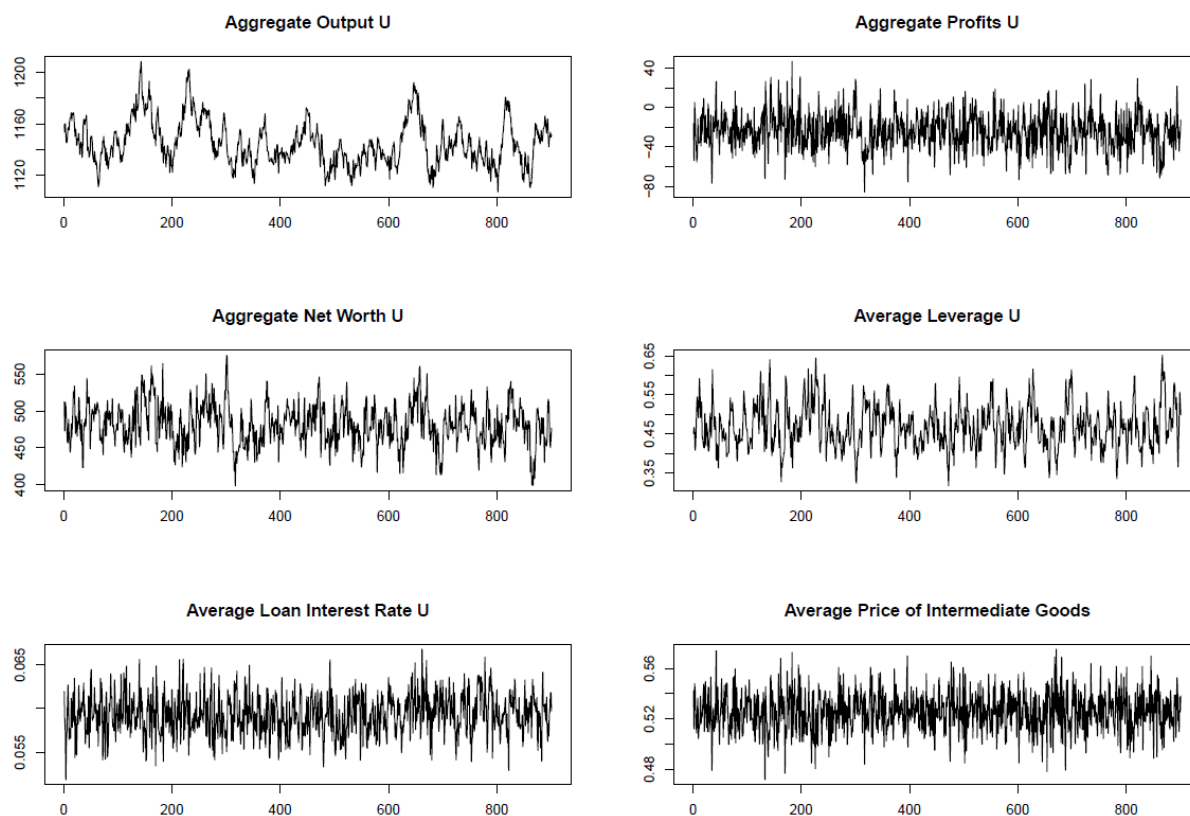 Aggregate Output U
1120 1160 1200
0 200 400 600 800
Aggregate Profits U
-80 -40 0 40
0 200 400 600 800
Aggregate Net Worth U
400 450 500 550
0 200 400 600 800
Average Leverage U
0.35 0.45 0.55 0.65
0 200 400 600 800
Average Loan Interest Rate U
0.055 0.065
0 200 400 600 800
Average Price of Intermediate Goods
0.48 0.52 0.56
0 200 400 600 800